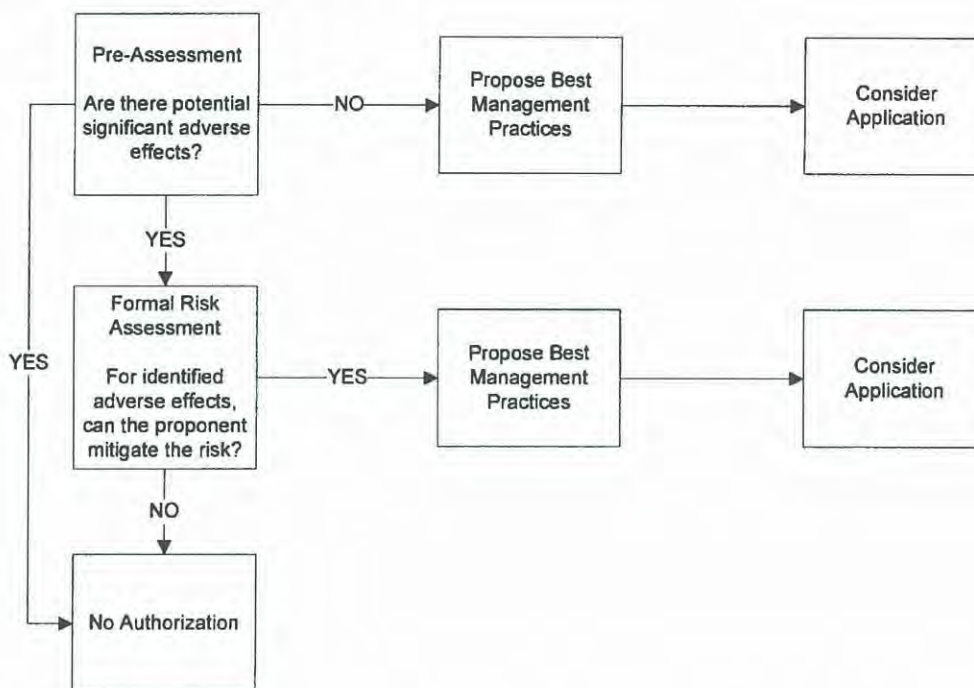 Pre-Assessment
Are there potential
significant adverse
effects?
NO
Propose Best
Management
Practices
Consider
Application
YES
YES
Formal Risk
Assessment
For identified
adverse effects,
can the proponent
mitigate the risk?
YES
Propose Best
Management
Practices
Consider
Application
NO
No Authorization